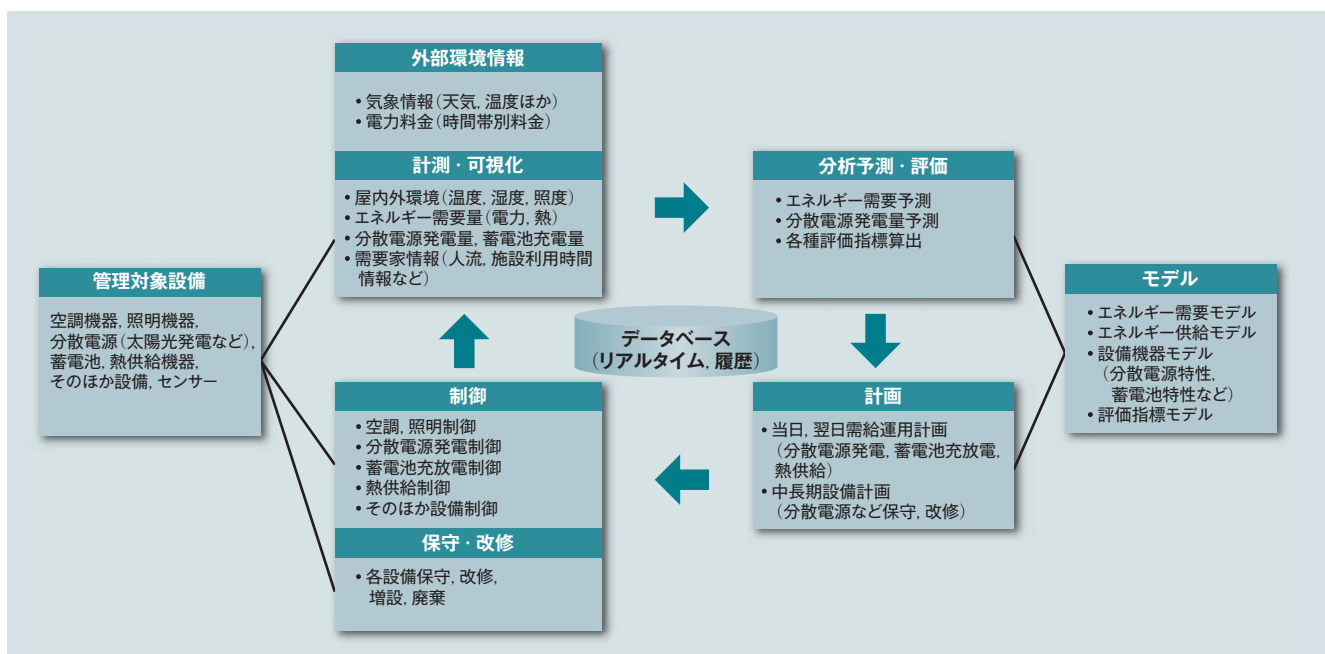 外部環境情報
• 気象情報(天気, 温度ほか)
• 電力料金(時間帯別料金)
計測・可視化
• 屋内外環境(温度, 湿度, 照度)
• エネルギー需要量(電力, 熱)
• 分散電源発電量, 蓄電池充電量
• 需要家情報(人流, 施設利用時間
情報など)
分析予測・評価
• エネルギー需要予測
• 分散電源発電量予測
• 各種評価指標算出
管理対象設備
空調機器, 照明機器,
分散電源(太陽光発電など),
蓄電池, 熱供給機器,
そのほか設備, センサー
データベース
(リアルタイム, 履歴)
モデル
• エネルギー需要モデル
• エネルギー供給モデル
• 設備機器モデル
(分散電源特性,
蓄電池特性など)
• 評価指標モデル
制御
• 空調, 照明制御
• 分散電源発電制御
• 蓄電池充放電制御
• 熱供給制御
• そのほか設備制御
保守・改修
• 各設備保守, 改修,
増設, 廃棄
計画
• 当日, 翌日需給運用計画
(分散電源発電, 蓄電池充放電,
熱供給)
• 中長期設備計画
(分散電源など保守, 改修)